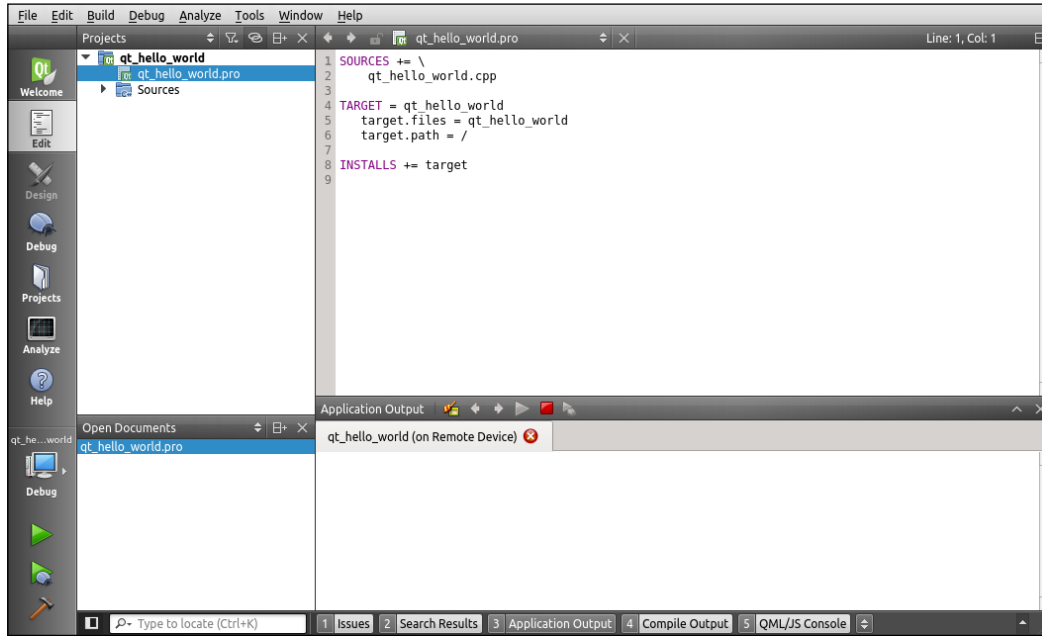 File Edit Build Debug Analyze Tools Window Help
Projects
qt_hello_world.pro
Line: 1, Col: 1
Welcome
Edit
Design
Debug
Projects
Analyze
Help
qt_he...world
Debug
qt_hello_world
qt_hello_world.pro
Sources
Open Documents
qt_hello_world.pro
1 SOURCES += \
2 qt_hello_world.cpp
3
4 TARGET = qt_hello_world
5 target.files = qt_hello_world
6 target.path = /
7
8 INSTALLS += target
9
Application Output
qt_hello_world (on Remote Device)
Type to locate (Ctrl+K)
1 Issues 2 Search Results 3 Application Output 4 Compile Output 5 QML/JS Console